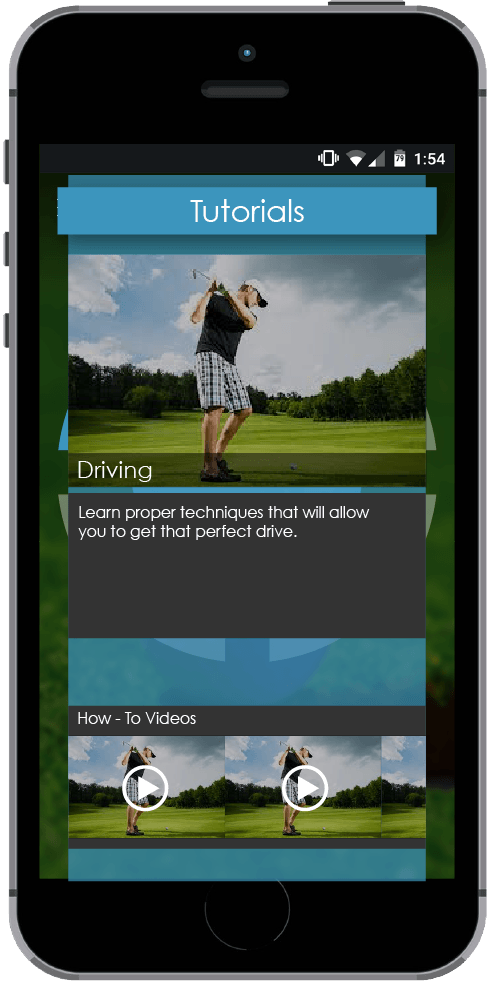 79 1:54
Tutorials
Driving
Learn proper techniques that will allow
you to get that perfect drive.
How - To Videos